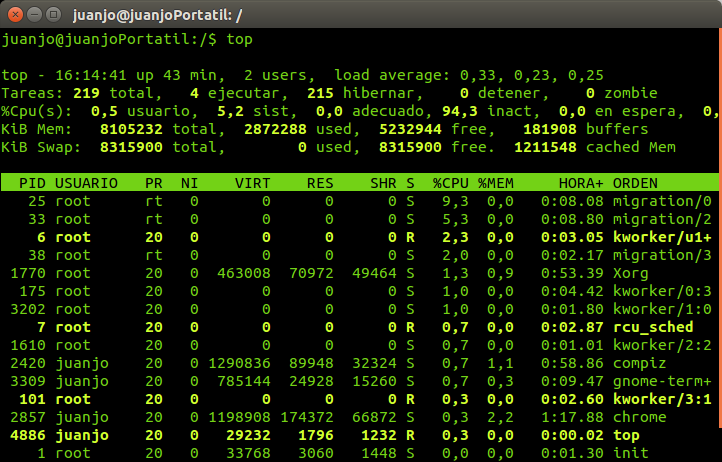 juanjo@juanjoPortatil: /
juanjo@juanjoPortatil:/$ top
top - 16:14:41 up 43 min,  2 users,  load average: 0,33, 0,23, 0,25
Tareas: 219 total,   4 ejecutar, 215 hibernar,    0 detener,    0 zombie
%Cpu(s):  0,5 usuario,  5,2 sist,  0,0 adecuado, 94,3 inact,  0,0 en espera,  0,
KiB Mem:   8105232 total,  2872288 used,  5232944 free,   181908 buffers
KiB Swap:  8315900 total,        0 used,  8315900 free.  1211548 cached Mem
PID USUARIO   PR  NI    VIRT    RES    SHR S  %CPU %MEM     HORA+ ORDEN
25 root      rt   0       0      0      0 S   9,3  0,0   0:08.08 migration/0
33 root      rt   0       0      0      0 S   5,3  0,0   0:08.80 migration/2
6 root      20   0       0      0      0 R   2,3  0,0   0:03.05 kworker/u1+
38 root      rt   0       0      0      0 S   2,0  0,0   0:02.17 migration/3
1770 root      20   0  463008  70972  49464 S   1,3  0,9   0:53.39 Xorg
175 root      20   0       0      0      0 S   1,0  0,0   0:04.42 kworker/0:3
3202 root      20   0       0      0      0 S   1,0  0,0   0:01.80 kworker/1:0
7 root      20   0       0      0      0 R   0,7  0,0   0:02.87 rcu_sched
1610 root      20   0       0      0      0 S   0,7  0,0   0:01.01 kworker/2:2
2420 juanjo    20   0 1290836  89948  32324 S   0,7  1,1   0:58.86 compiz
3309 juanjo    20   0  785144  24928  15260 S   0,7  0,3   0:09.47 gnome-term+
101 root      20   0       0      0      0 R   0,3  0,0   0:02.60 kworker/3:1
2857 juanjo    20   0 1198908 174372  66872 S   0,3  2,2   1:17.88 chrome
4886 juanjo    20   0   29232   1796   1232 R   0,3  0,0   0:00.02 top
1 root      20   0   33768   3060   1448 S   0,0  0,0   0:01.30 init